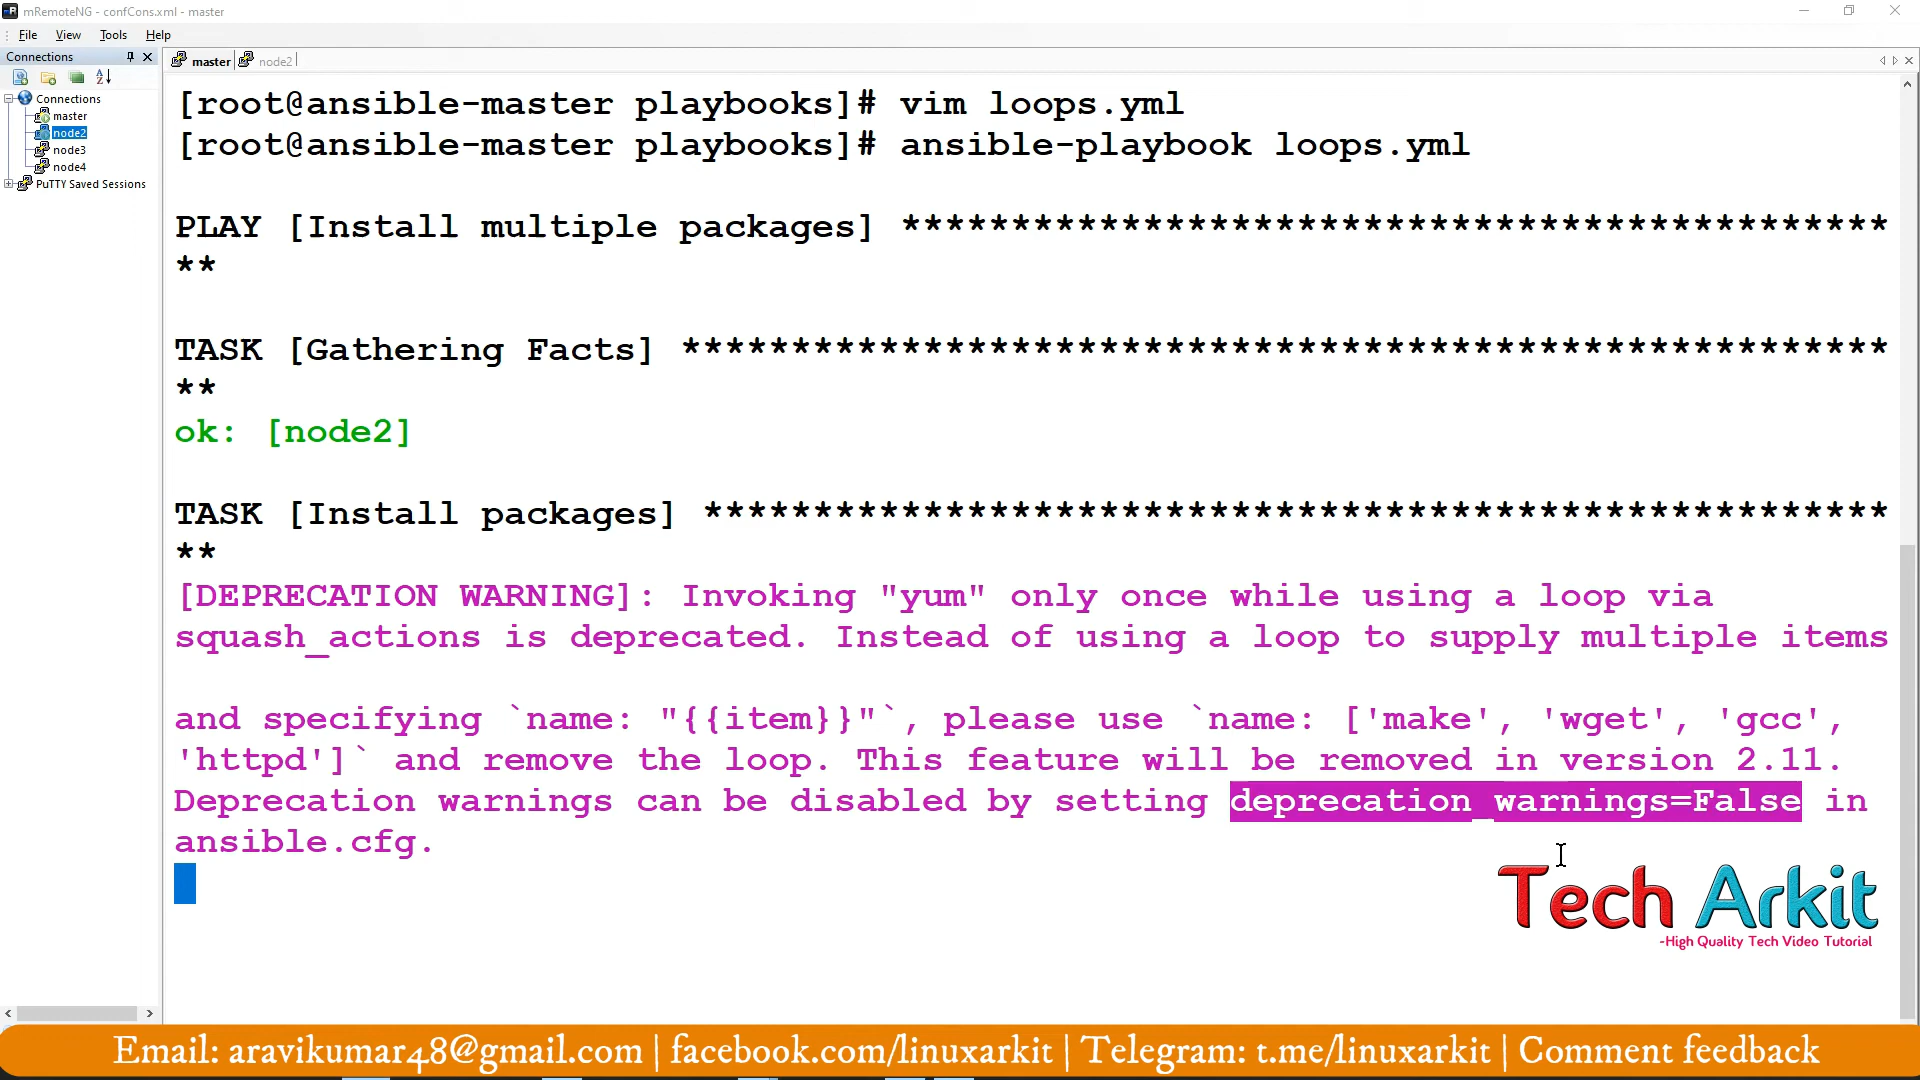 mRemoteNG - confCons.xml - master
File View Tools Help
Connections
master
node2
Connections
master
node2
node3
node4
PuTTY Saved Sessions
[root@ansible-master playbooks]# vim loops.yml
[root@ansible-master playbooks]# ansible-playbook loops.yml
PLAY [Install multiple packages] *********************************************
**
TASK [Gathering Facts] *******************************************************
**
ok: [node2]
TASK [Install packages] ******************************************************
**
[DEPRECATION WARNING]: Invoking "yum" only once while using a loop via
squash_actions is deprecated. Instead of using a loop to supply multiple items
and specifying `name: "{{item}}"`, please use `name: ['make', 'wget', 'gcc',
'httpd']` and remove the loop. This feature will be removed in version 2.11.
Deprecation warnings can be disabled by setting deprecation_warnings=False in
ansible.cfg.
Tech Arkit
-High Quality Tech Video Tutorial
Email: aravikumar48@gmail.com | facebook.com/linuxarkit | Telegram: t.me/linuxarkit | Comment feedback